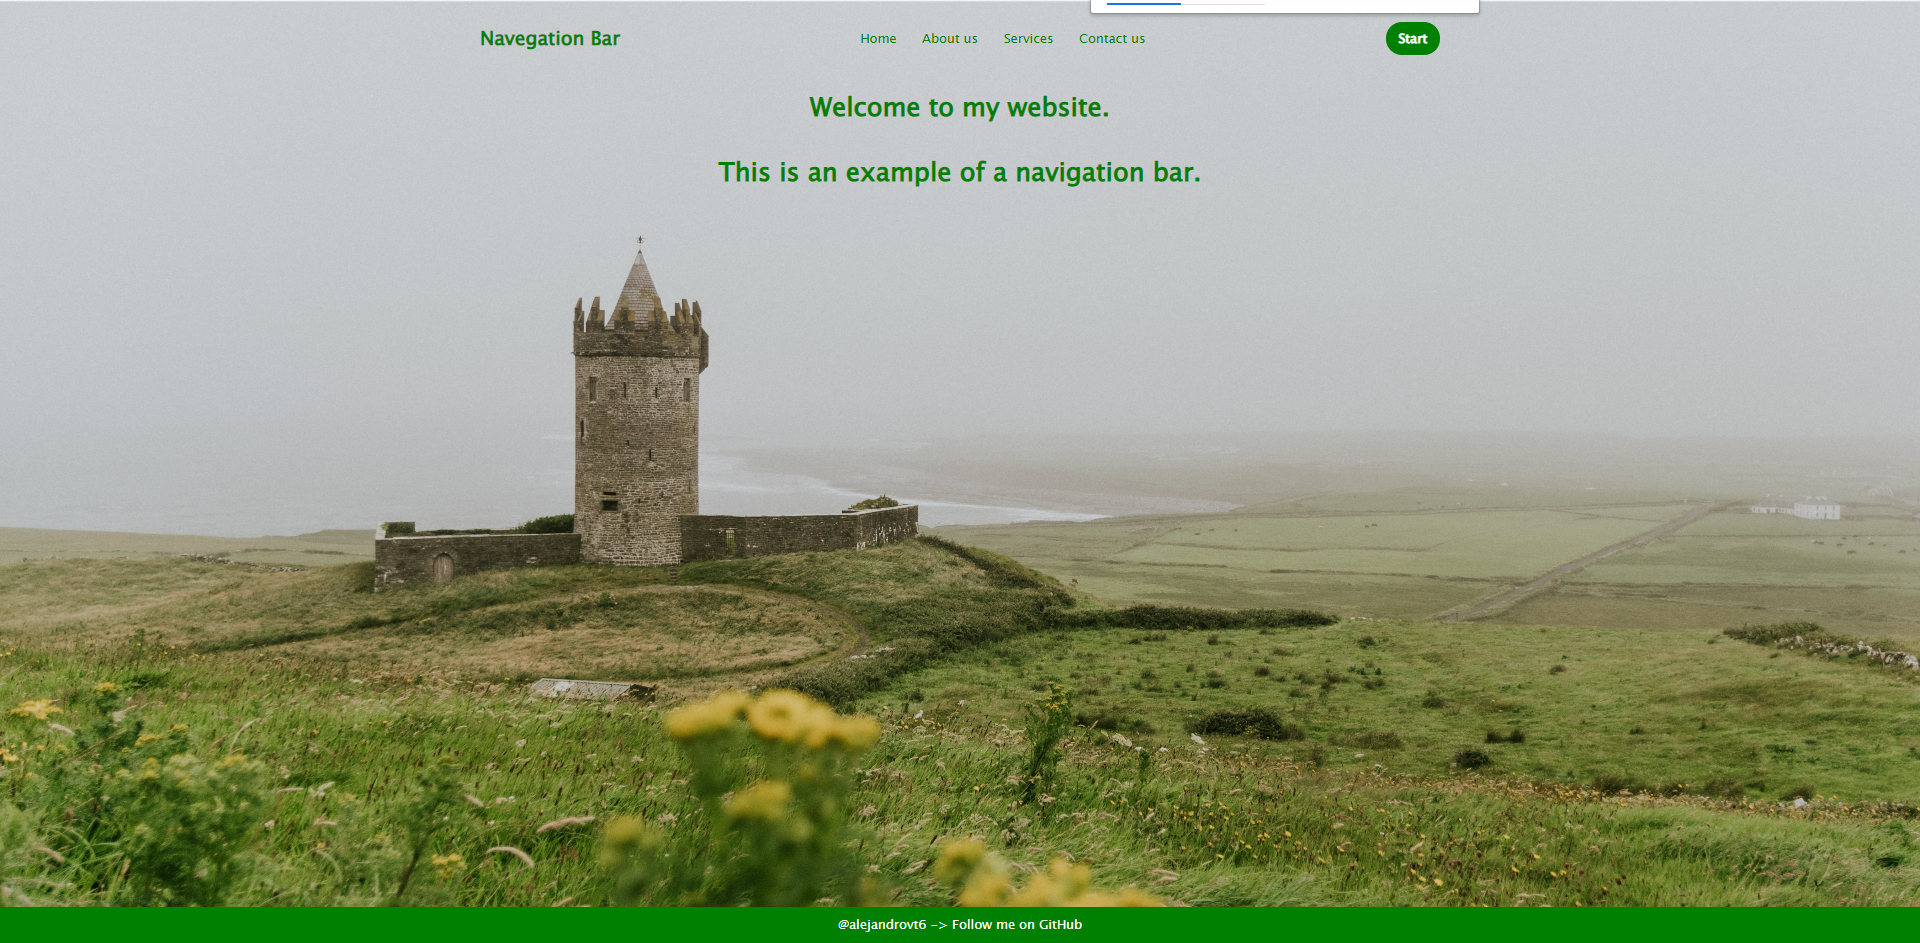 Navegation Bar
Home About us Services Contact us
Start
Welcome to my website.
This is an example of a navigation bar.
@alejandrovt6 -> Follow me on GitHub